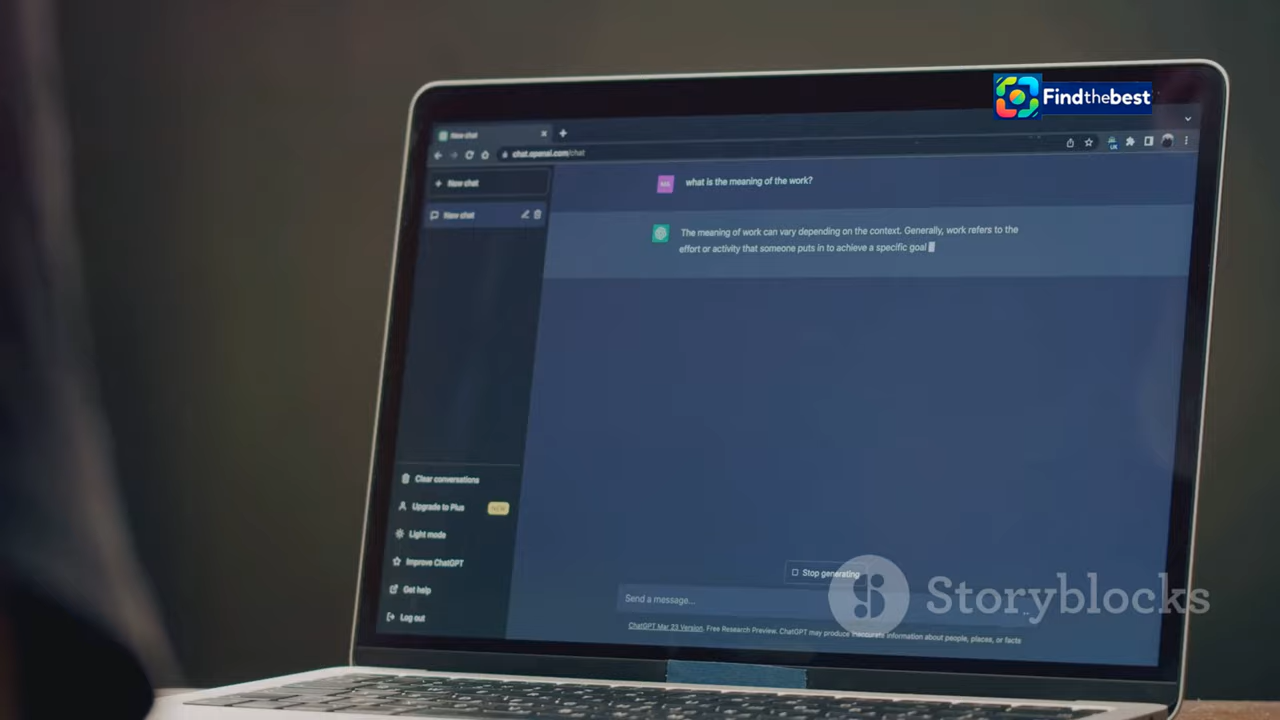 Findthebest
New chat
chat.openai.com/chat
New chat
what is the meaning of the work?
New chat
The meaning of work can vary depending on the context. Generally, work refers to the
effort or activity that someone puts in to achieve a specific goal
Clear conversations
Upgrade to Plus NEW
Light mode
Improve ChatGPT
Get help
Log out
Stop generating
Send a message...
ChatGPT Mar 23 Version. Free Research Preview. ChatGPT may produce inaccurate information about people, places, or facts
Storyblocks